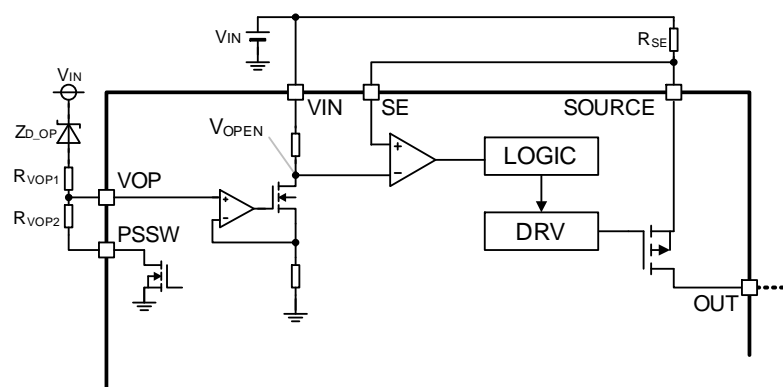 VIN
RSE
VIN
VIN
SE
SOURCE
ZD_OP
VOPEN
+
−
LOGIC
RVOP1
VOP
+
−
RVOP2
PSSW
DRV
OUT